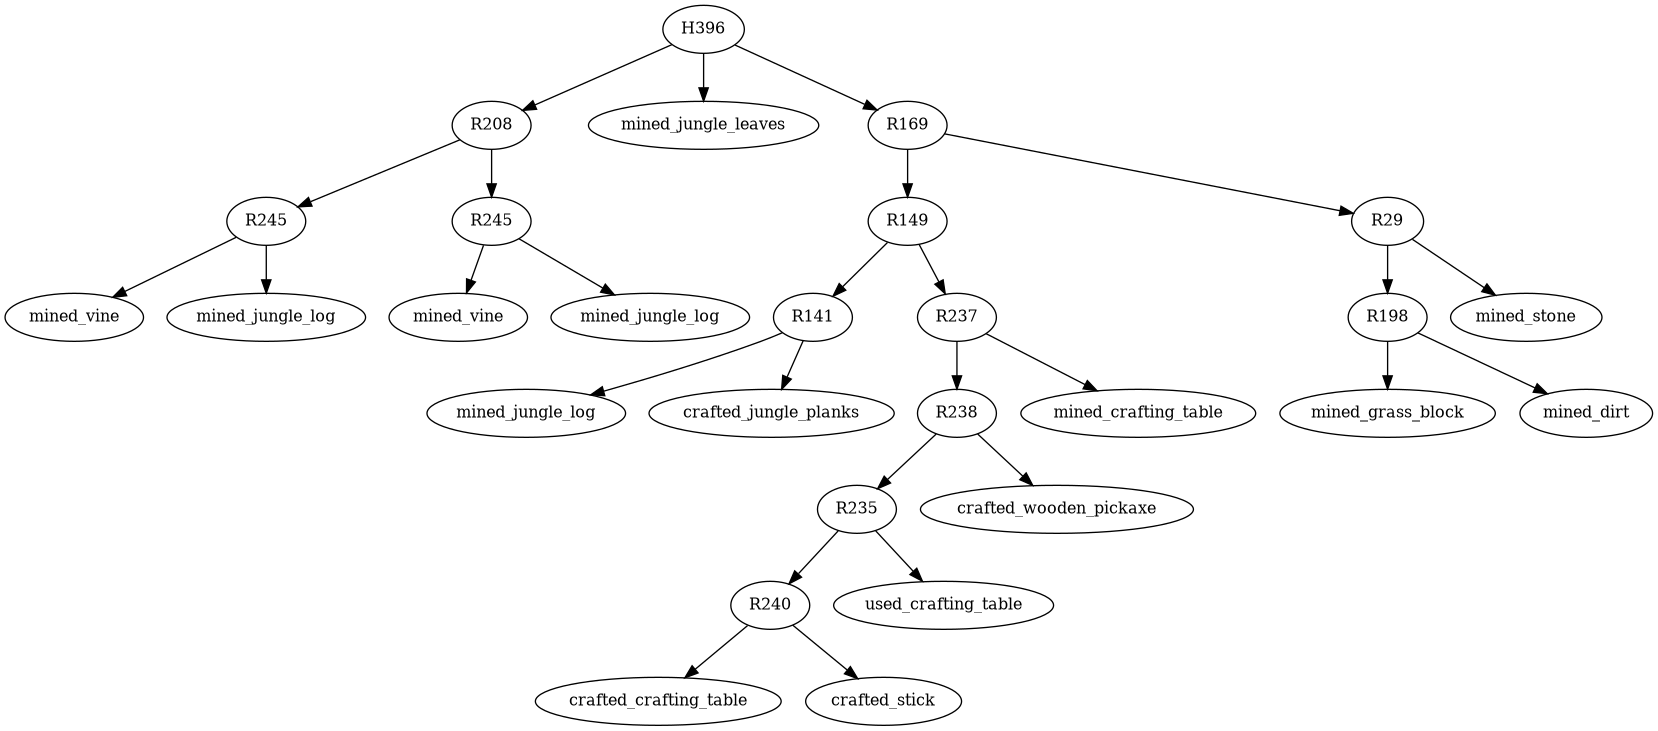 H396
R208
mined_jungle_leaves
R169
R245
R245
R149
R29
mined_vine
mined_jungle_log
mined_vine
mined_jungle_log
R141
R237
R198
mined_stone
mined_jungle_log
crafted_jungle_planks
R238
mined_crafting_table
mined_grass_block
mined_dirt
R235
crafted_wooden_pickaxe
R240
used_crafting_table
crafted_crafting_table
crafted_stick